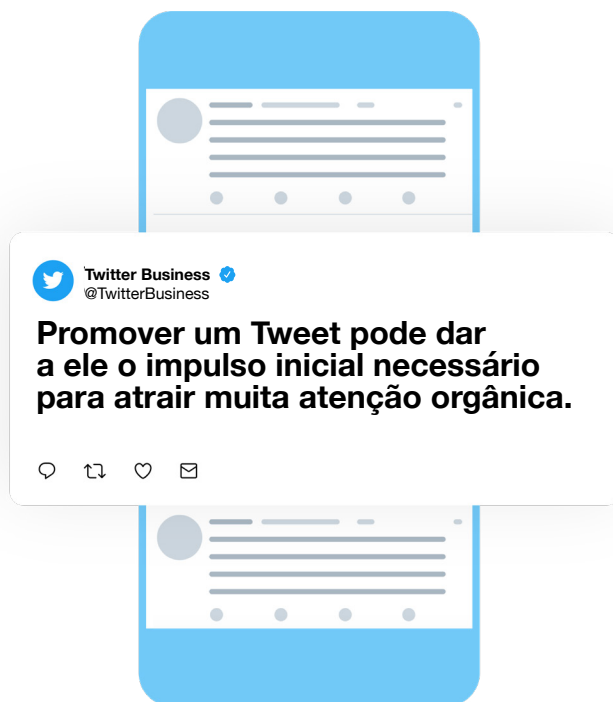 Twitter Business
@TwitterBusiness
Promover um Tweet pode dar
a ele o impulso inicial necessário
para atrair muita atenção orgânica.